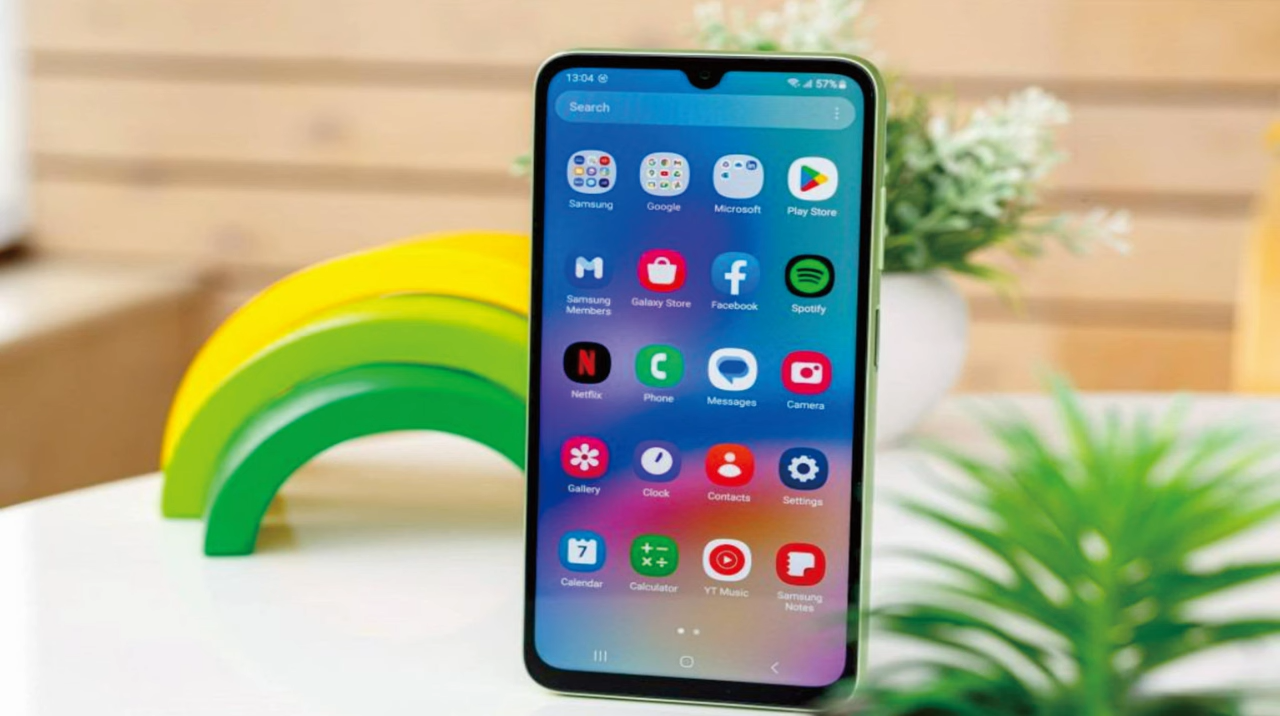 13:04
57%
Search
Samsung
Google
Microsoft
Play Store
Samsung
Members
Galaxy Store
Facebook
Spotify
Netflix
Phone
Messages
Camera
Gallery
Clock
Contacts
Settings
7
Calendar
Calculator
YT Music
Samsung
Notes